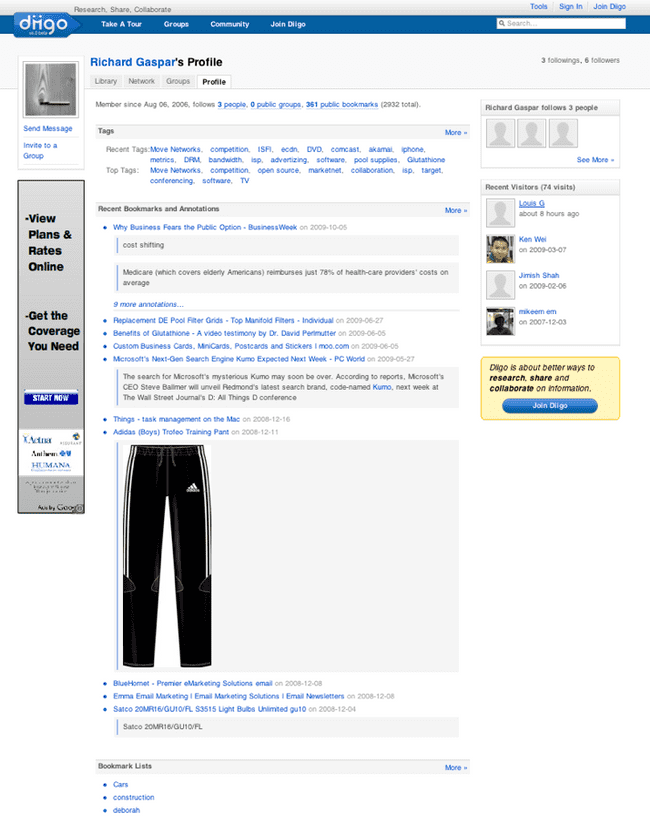 Research, Share, Collaborate
Tools Sign In Join Diigo
diigo
Take A Tour Groups Community Join Diigo
Search...
Richard Gaspar's Profile
3 followings, 6 followers
Library Network Groups Profile
Send Message
Invite to a
Group
Member since Aug 06, 2006, follows 3 people, 0 public groups, 361 public bookmarks (2932 total).
Tags More »
Recent Tags: Move Networks, competition, ISFI, ecdn, DVD, comcast, akamai, iphone,
metrics, DRM, bandwidth, isp, advertizing, software, pool supplies, Glutathione
Top Tags: Move Networks, competition, open source, marketnet, collaboration, isp, target,
conferencing, software, TV
Recent Bookmarks and Annotations More »
Why Business Fears the Public Option - BusinessWeek on 2009-10-05
cost shifting
Medicare (which covers elderly Americans) reimburses just 78% of health-care providers' costs on
average
9 more annotations...
Replacement DE Pool Filter Grids - Top Manifold Filters - Individual on 2009-06-27
Benefits of Glutathione - A video testimony by Dr. David Perlmutter on 2009-06-05
Custom Business Cards, MiniCards, Postcards and Stickers | moo.com on 2009-06-05
Microsoft's Next-Gen Search Engine Kumo Expected Next Week - PC World on 2009-05-27
The search for Microsoft's mysterious Kumo may soon be over. According to reports, Microsoft's
CEO Steve Ballmer will unveil Redmond's latest search brand, code-named Kumo, next week at
The Wall Street Journal's D: All Things D conference
Things - task management on the Mac on 2008-12-16
Adidas (Boys) Trofeo Training Pant on 2008-12-11
adidas
BlueHornet - Premier eMarketing Solutions email on 2008-12-08
Emma Email Marketing | Email Marketing Solutions | Email Newsletters on 2008-12-08
Satco 20MR16/GU10/FL S3515 Light Bulbs Unlimited gu10 on 2008-12-04
Satco 20MR16/GU10/FL
Bookmark Lists More »
Cars
construction
deborah
-View
Plans &
Rates
Online
-Get the
Coverage
You Need
START NOW
Aetna
Anthem
HUMANA
Ads by Google
Richard Gaspar follows 3 people
See More »
Recent Visitors (74 visits)
Louis G
about 8 hours ago
Ken Wei
on 2009-03-07
Jimish Shah
on 2009-02-06
mikeem em
on 2007-12-03
Diigo is about better ways to
research, share and
collaborate on information.
Join Diigo